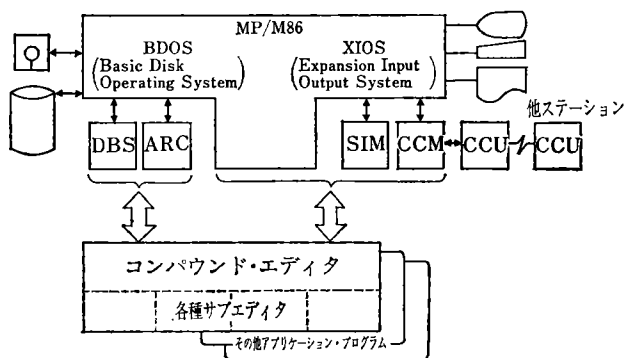 MP/M86
BDOS
(Basic Disk
Operating System)
XIOS
(Expansion Input
Output System)
他ステーション
DBS
ARC
SIM
CCM
CCU
CCU
コンパウンド・エディタ
各種サブエディタ
その他アプリケーション・プログラム